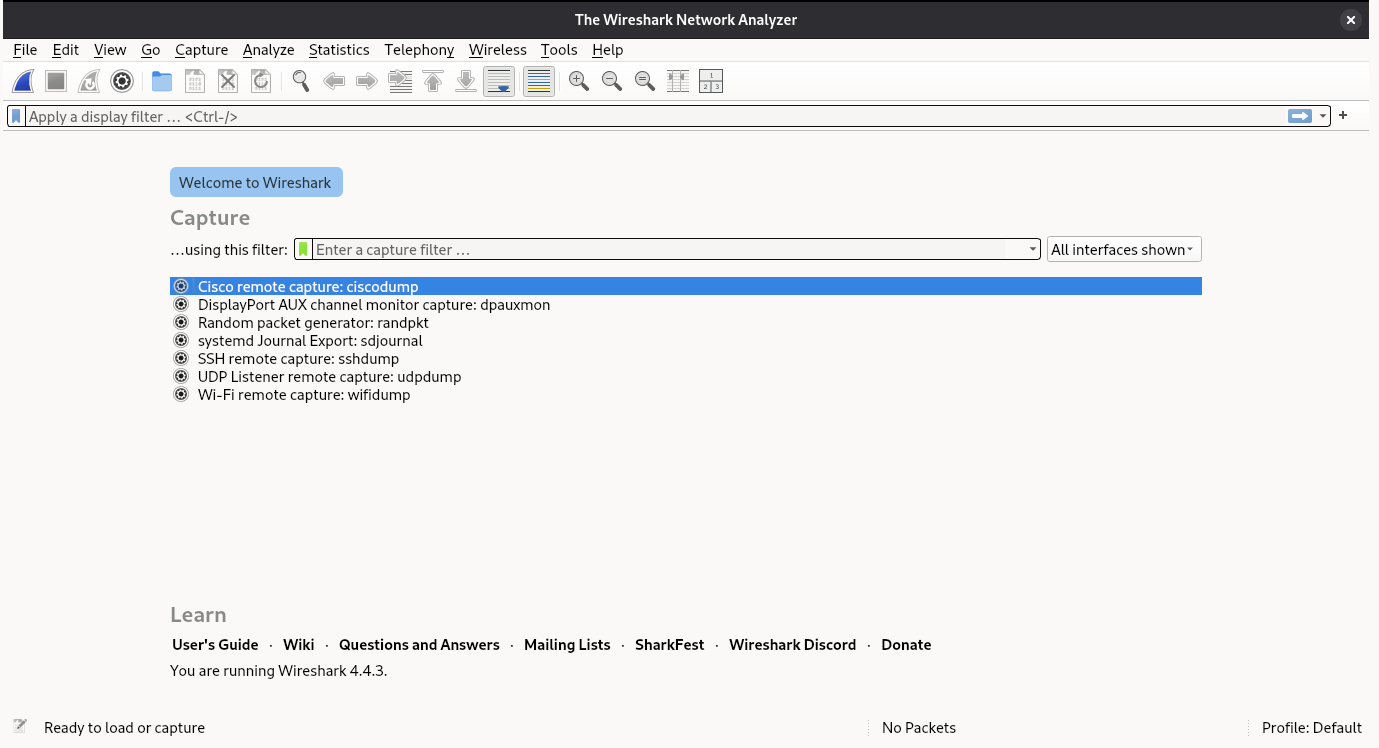 The Wireshark Network Analyzer
File Edit View Go Capture Analyze Statistics Telephony Wireless Tools Help
Apply a display filter … <Ctrl-/>
+
Welcome to Wireshark
Capture
…using this filter: Enter a capture filter … All interfaces shown
Cisco remote capture: ciscodump
DisplayPort AUX channel monitor capture: dpauxmon
Random packet generator: randpkt
systemd Journal Export: sdjournal
SSH remote capture: sshdump
UDP Listener remote capture: udpdump
Wi-Fi remote capture: wifidump
Learn
User's Guide · Wiki · Questions and Answers · Mailing Lists · SharkFest · Wireshark Discord · Donate
You are running Wireshark 4.4.3.
Ready to load or capture No Packets Profile: Default